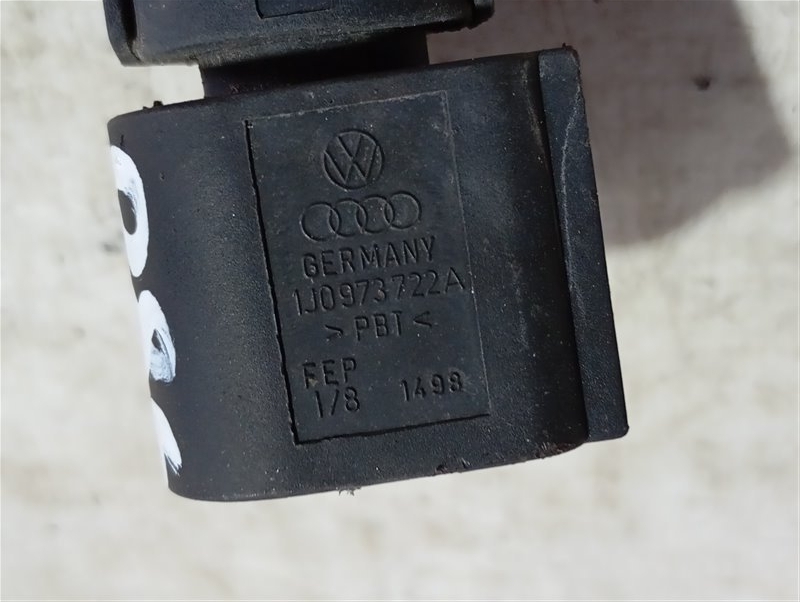 GERMANY
1J0973722A
> PBT <
FEP
1/8 1498